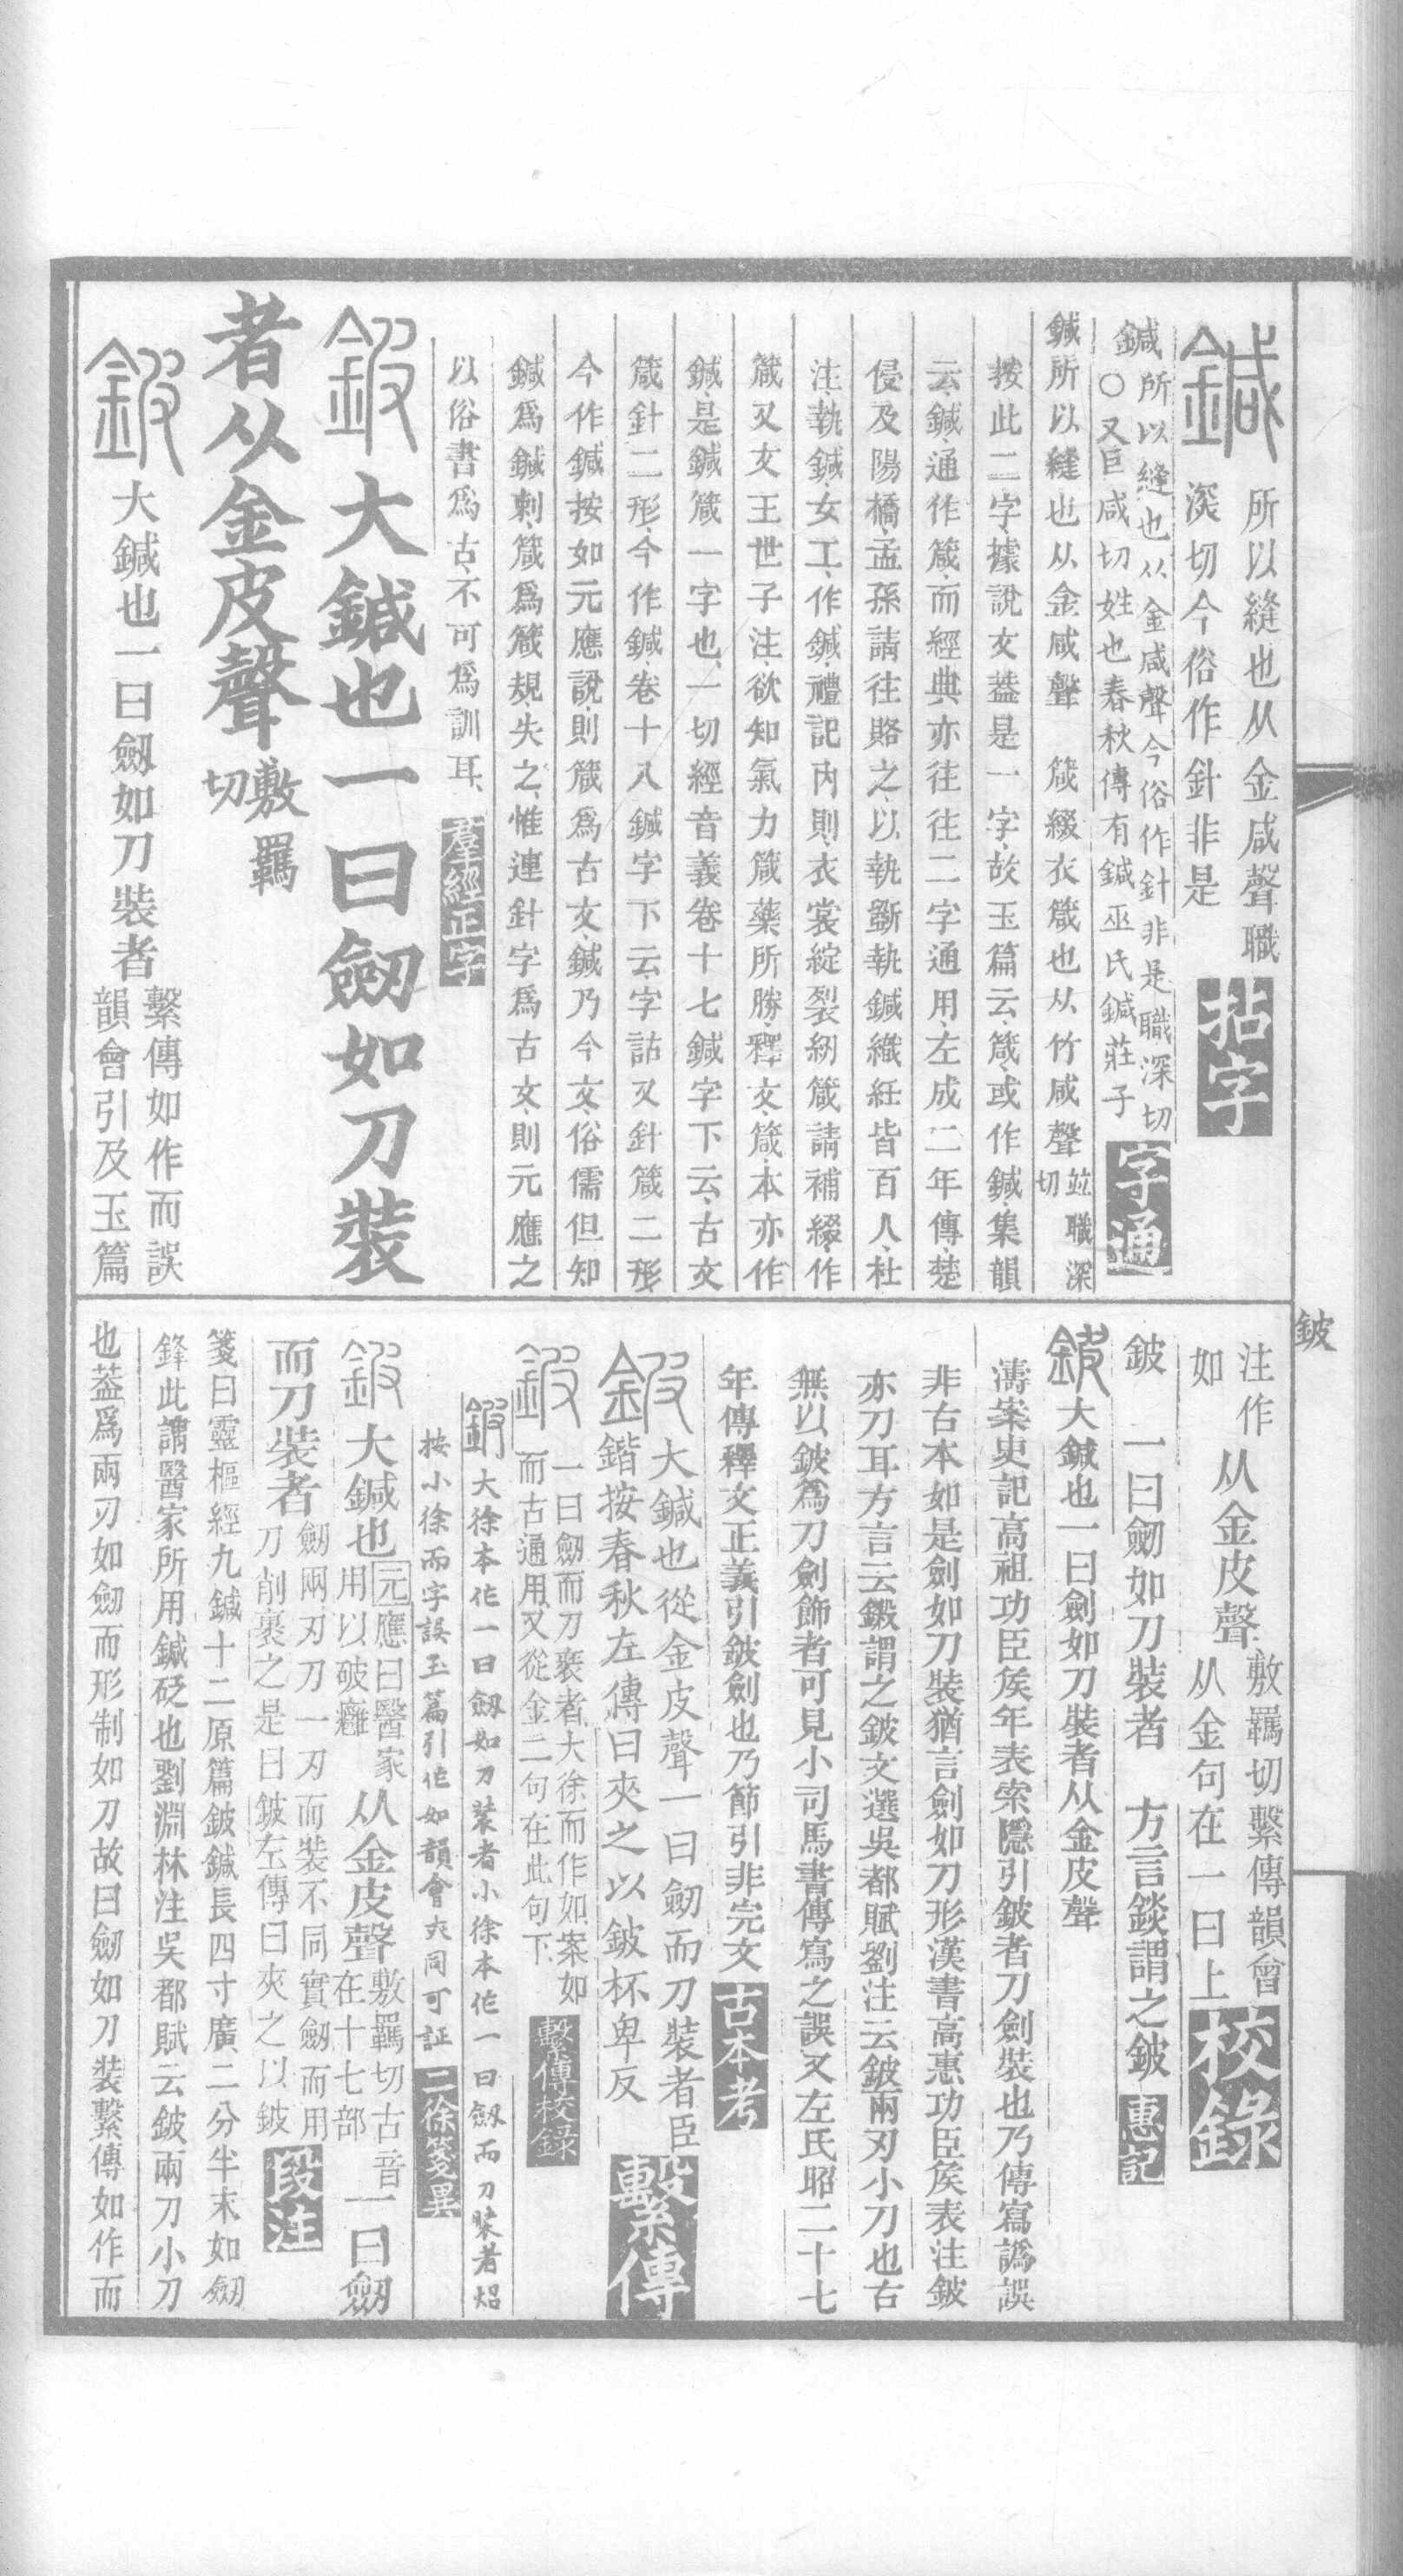 鍼 所以縫也从金咸聲職
深切今俗作針非是 拈字
鍼所以縫也从金咸聲今俗作針非是職深切
○又巨咸切姓也春秋傳有鍼巫氏鍼莊子 字通
鍼所以縫也从金咸聲 箴綴衣箴也从竹咸聲 並職深切
按此二字、據說文葢是一字、故玉篇云、箴、或作鍼、集韻
云、鍼、通作箴、而經典亦往往二字通用、左成二年傳、楚
侵及陽橋、孟孫請往賂之、以執斵執鍼織紝皆百人、杜
注、執鍼、女工、作鍼、禮記內則、衣裳綻裂紉箴請補綴、作
箴又文王世子注、欲知氣力箴藥所勝、釋文、箴、本亦作
鍼、是鍼箴一字也、一切經音義卷十七鍼字下云、古文
箴針二形、今作鍼、卷十八鍼字下云、字詁又針箴二形
今作鍼按如元應說、則箴爲古文、鍼乃今文、俗儒但知
鍼爲鍼刺、箴爲箴規、失之、惟連針字爲古文、則元應之
以俗書爲古、不可爲訓耳、 羣經正字
鈹 大鍼也一曰劒如刀裝
者从金皮聲 敷羈切
鈹 大鍼也一曰劒如刀裝者 繫傳如作而誤
韻會引及玉篇
鈹
注作
如 从金皮聲 敷羈切繫傳韻會
从金句在一曰上 校錄
鈹 一曰劒如刀裝者 方言錟謂之鈹 惠記
鈹大鍼也一曰劍如刀裝者从金皮聲
濤案史記高祖功臣矦年表索隱引鈹者刀劍裝也乃傳寫譌誤
非古本如是劍如刀裝猶言劍如刀形漢書高惠功臣矦表注鈹
亦刀耳方言云錟謂之鈹文選吳都賦劉注云鈹兩刃小刀也古
無以鈹爲刀劍飾者可見小司馬書傳寫之誤又左氏昭二十七
年傳釋文正義引鈹劍也乃節引非完文 古本考
鈹 大鍼也從金皮聲一曰劒而刀裝者臣
鍇按春秋左傳曰夾之以鈹柸卑反 繫傳
鈹 一曰劒而刀裝者大徐而作如案如
而古通用又從金二句在此句下 繫傳校錄
鈹 大徐本作一曰劒如刀裝者小徐本作一曰劒而刀裝者炤
按小徐而字誤玉篇引作如韻會亦同可証 二徐箋異
鈹 大鍼也 元應曰醫家
用以破癰 从金皮聲 敷羈切古音
在十七部 一曰劒
而刀裝者 劒兩刃刀一刃而裝不同實劒而用
刀削裹之是曰鈹左傳曰夾之以鈹 段注
箋曰靈樞經九鍼十二原篇鈹鍼長四寸廣二分半末如劒
鋒此謂醫家所用鍼砭也劉淵林注吳都賦云鈹兩刀小刀
也葢爲兩刃如劒而形制如刀故曰劒如刀裝繫傳如作而